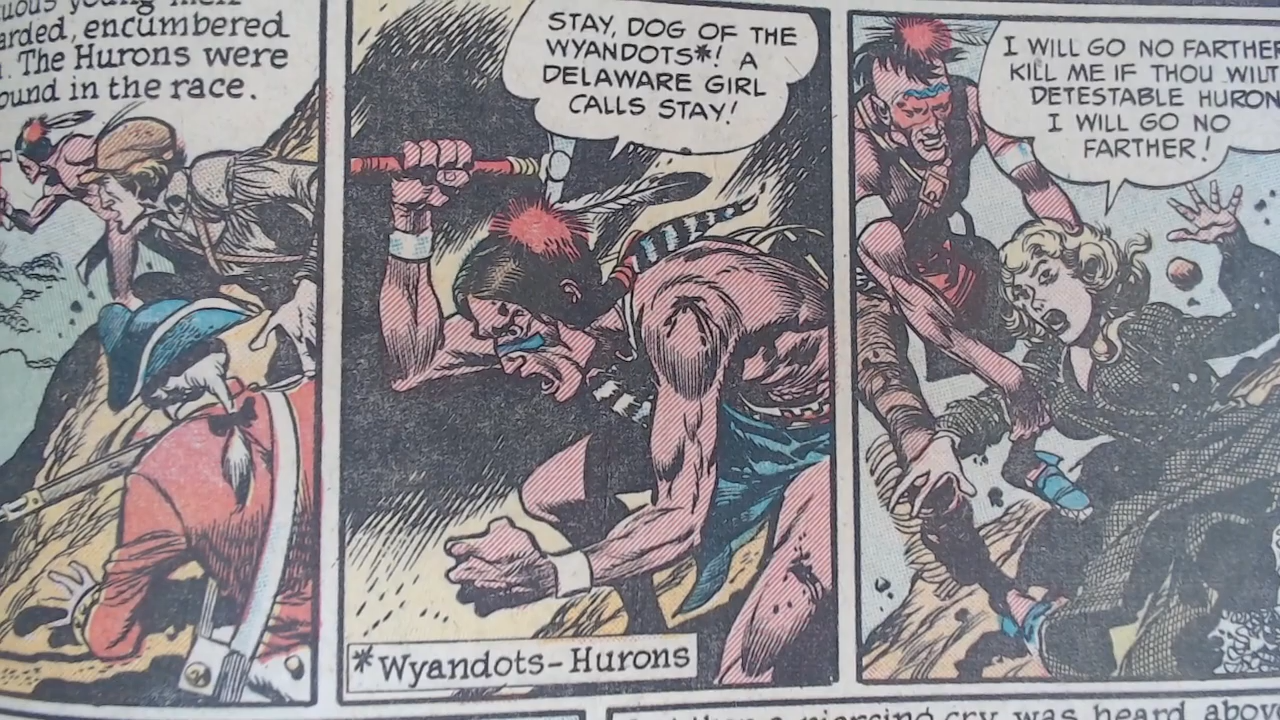 young men
encumbered
The Hurons were
in the race.
STAY, DOG OF THE
WYANDOTS*! A
DELAWARE GIRL
CALLS STAY!
*Wyandots-Hurons
I WILL GO NO FARTHER
KILL ME IF THOU WILT
DETESTABLE HURON
I WILL GO NO
FARTHER!
a piercing cry was heard above